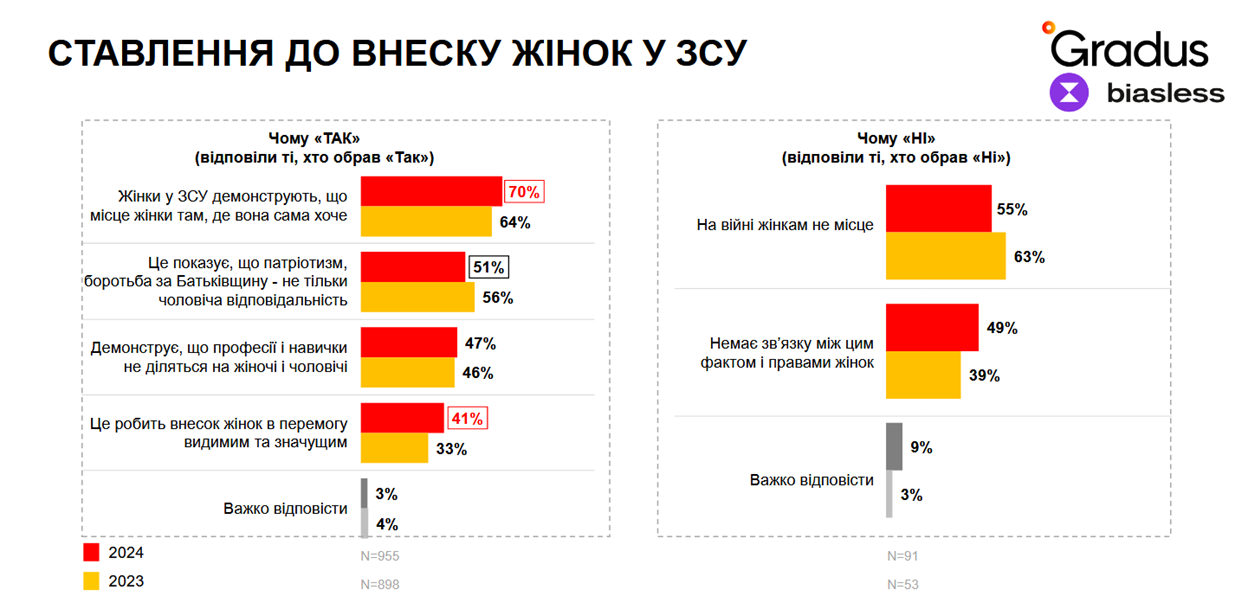 СТАВЛЕННЯ ДО ВНЕСКУ ЖІНОК У ЗСУ
Gradus
biasless
Чому «ТАК»
(відповіли ті, хто обрав «Так»)
Жінки у ЗСУ демонструють, що
місце жінки там, де вона сама хоче
70%
64%
Це показує, що патріотизм,
боротьба за Батьківщину - не тільки
чоловіча відповідальність
51%
56%
Демонструє, що професії і навички
не діляться на жіночі і чоловічі
47%
46%
Це робить внесок жінок в перемогу
видимим та значущим
41%
33%
Важко відповісти
3%
4%
2024
N=955
2023
N=898
Чому «НІ»
(відповіли ті, хто обрав «Ні»)
На війні жінкам не місце
55%
63%
Немає зв’язку між цим
фактом і правами жінок
49%
39%
Важко відповісти
9%
3%
N=91
N=53